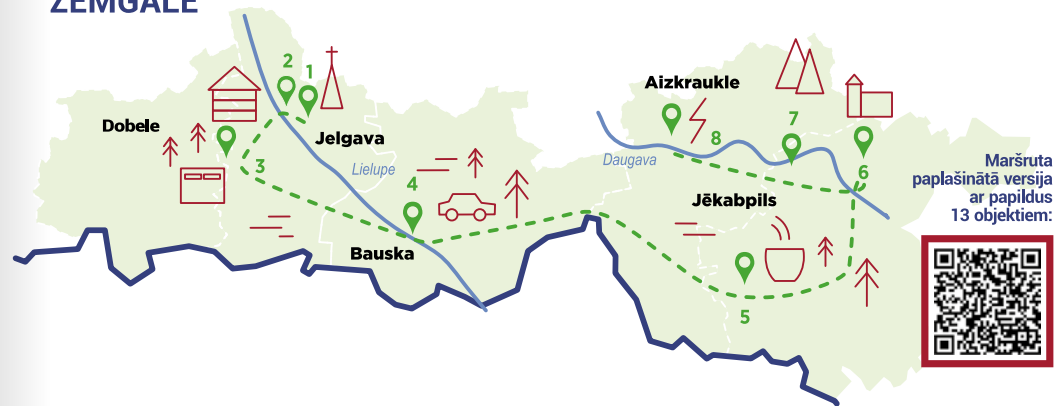 ZEMGALE
2
1
Dobele
Jelgava
3
Lielupe
4
Bauska
Aizkraukle
7
8
Daugava
6
Jēkabpils
5
Maršruta
paplašinātā versija
ar papildus
13 objektiem: